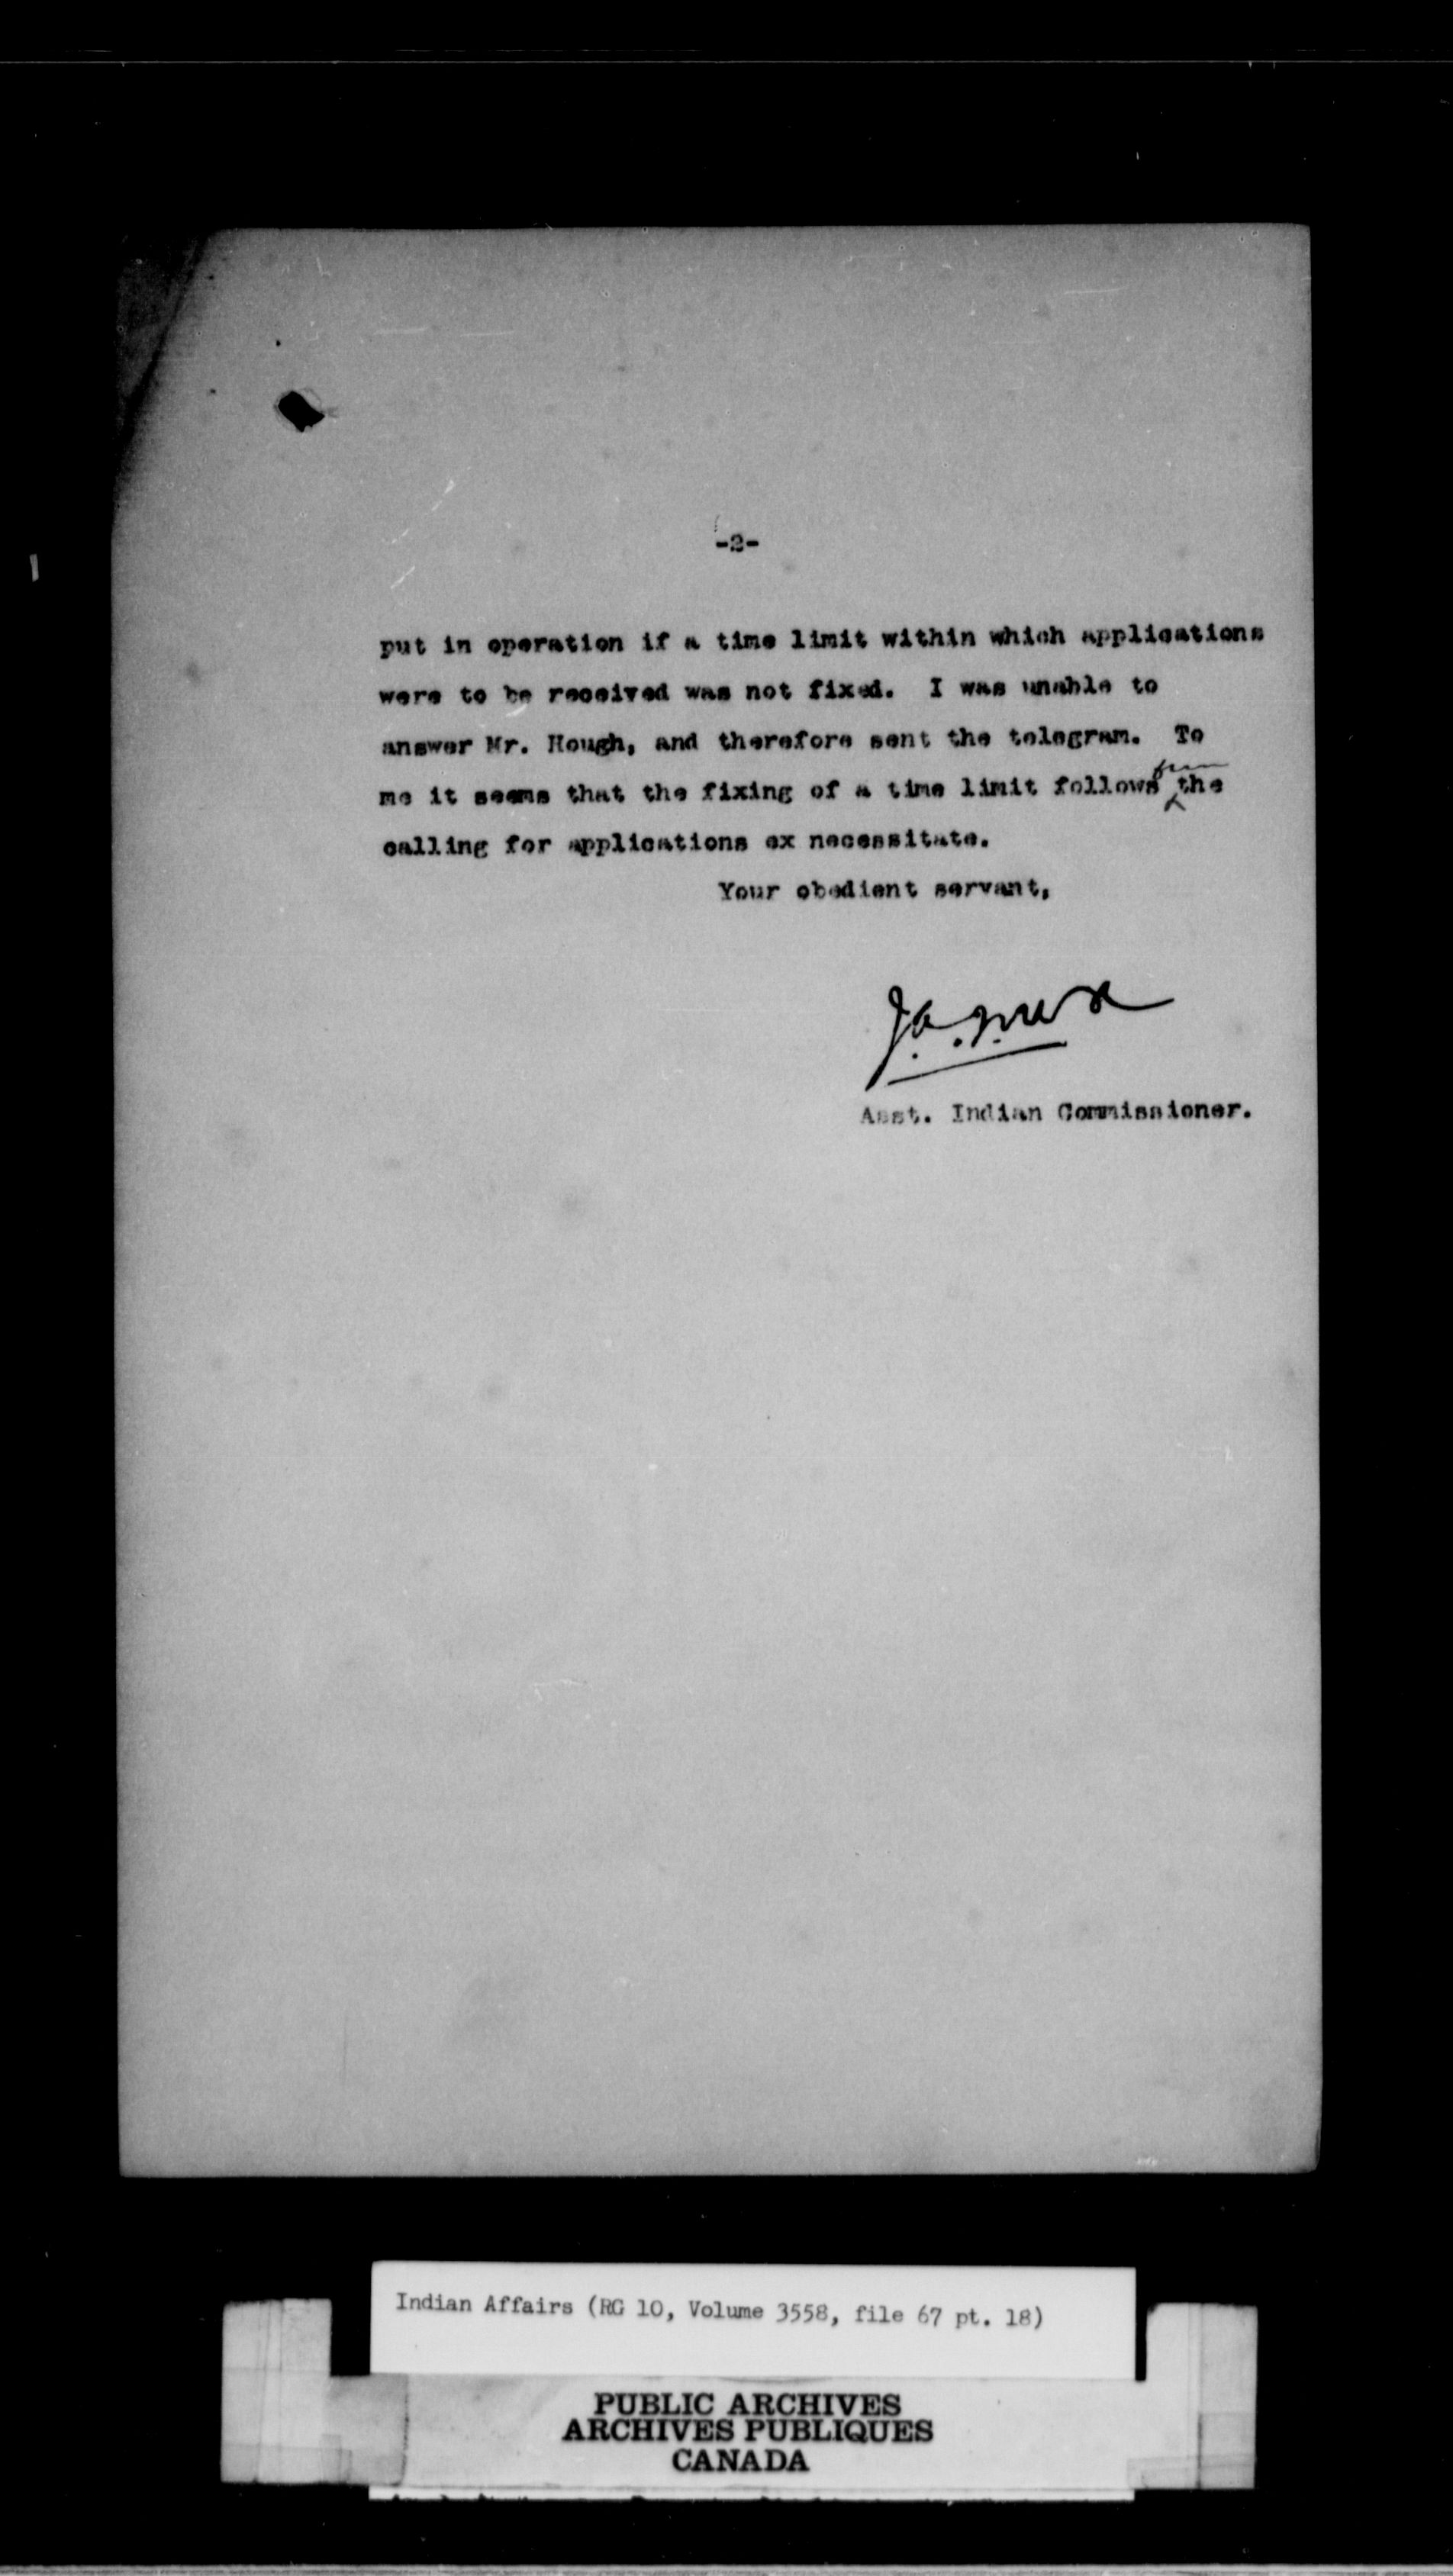 -2-
put in operation if a time limit within which applications
were to be received was not fixed. I was unable to
answer Mr. Hough, and therefore sent the telegram. To
from
me it seems that the fixing of a time limit follows the
calling for applications ex necessitate.
Your obedient servant,
Asst. Indian Commissioner.
Indian Affairs (RG 10, Volume 3558, file 67 pt. 18)
PUBLIC ARCHIVES
ARCHIVES PUBLIQUES
CANADA